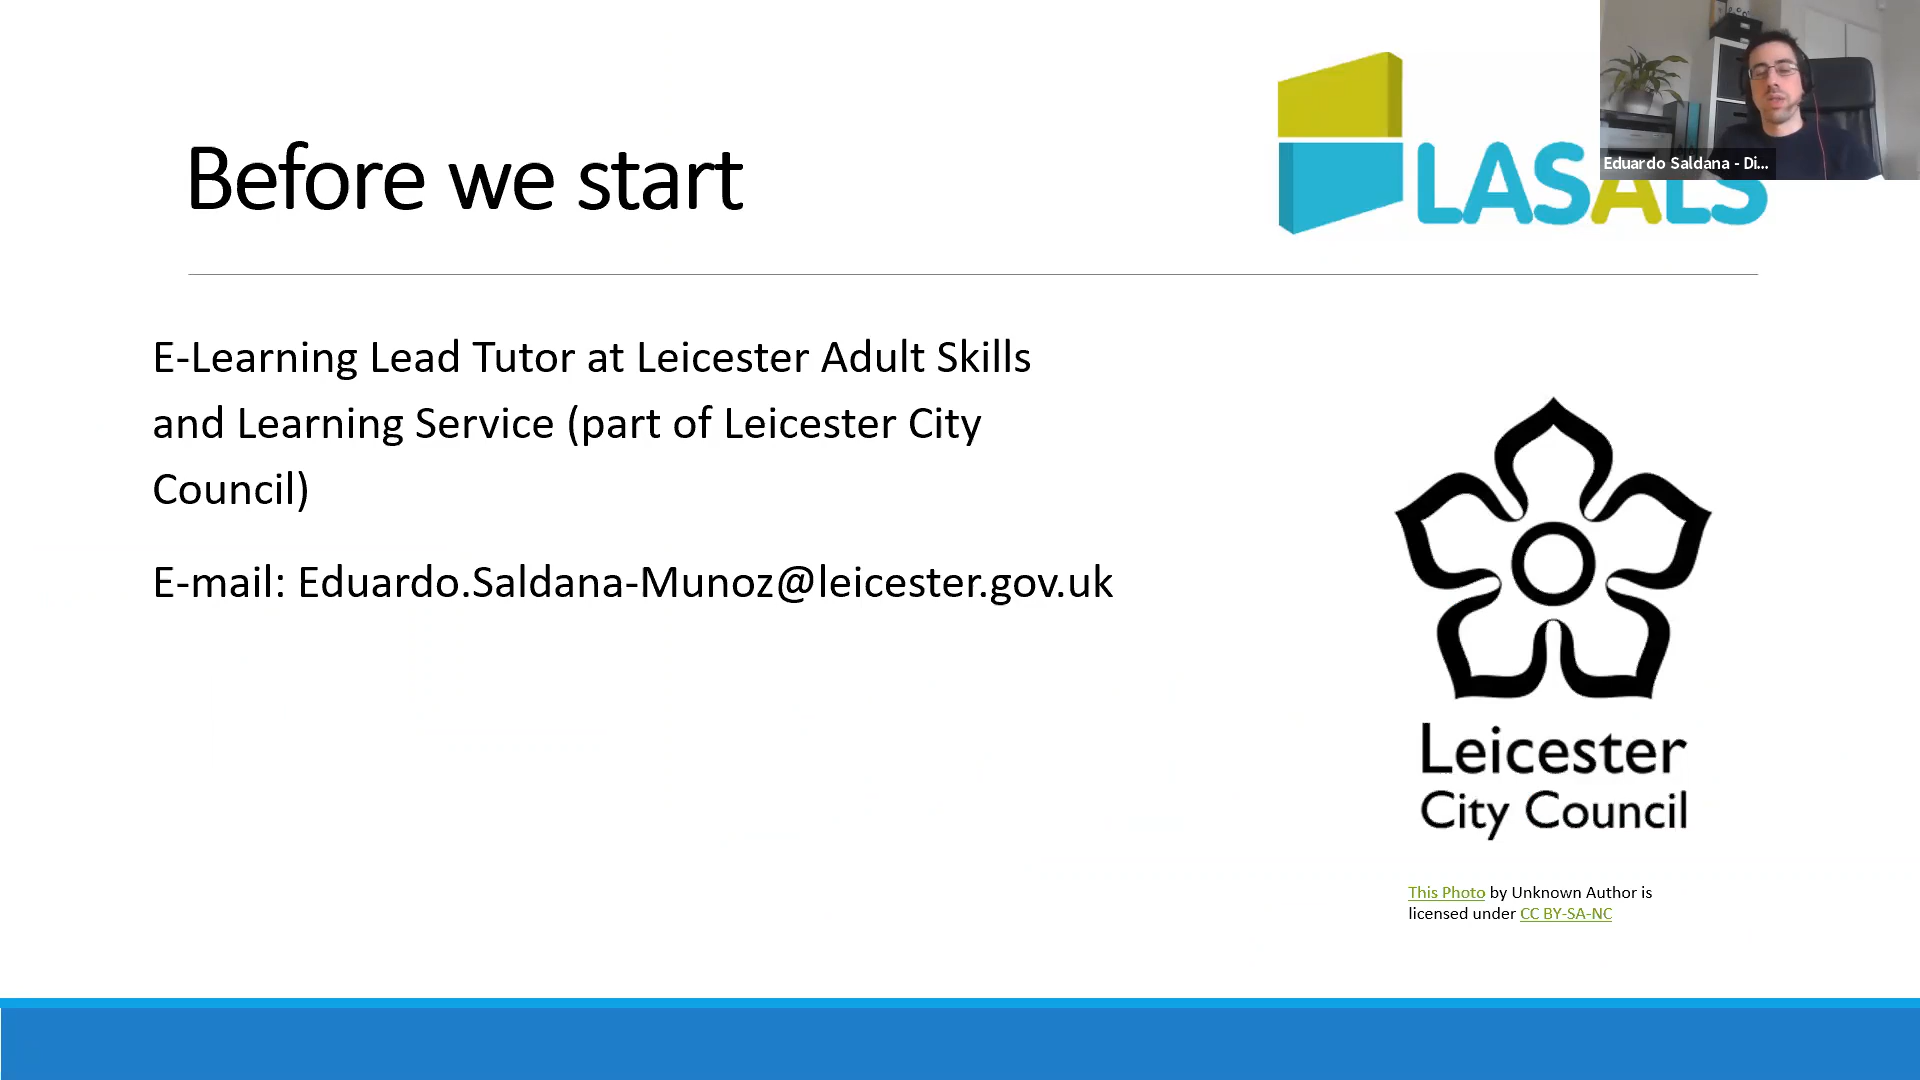 Before we start
LASALS
Eduardo Saldana - Di...
E-Learning Lead Tutor at Leicester Adult Skills
and Learning Service (part of Leicester City
Council)
E-mail: Eduardo.Saldana-Munoz@leicester.gov.uk
Leicester
City Council
This Photo by Unknown Author is
licensed under CC BY-SA-NC